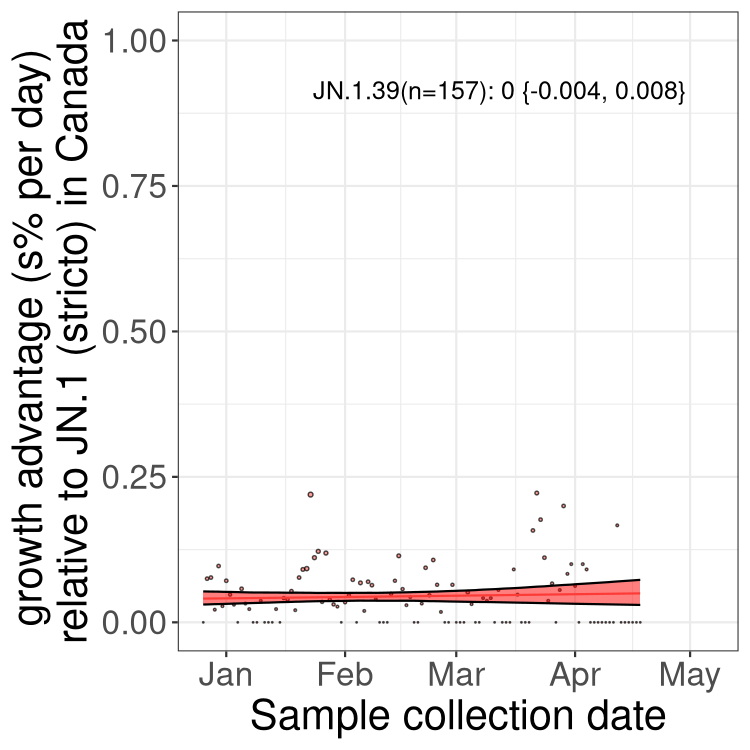 growth advantage (s% per day)
relative to JN.1 (stricto) in Canada
1.00
0.75
0.50
0.25
0.00
JN.1.39(n=157): 0 {-0.004, 0.008}
Jan
Feb
Mar
Apr
May
Sample collection date